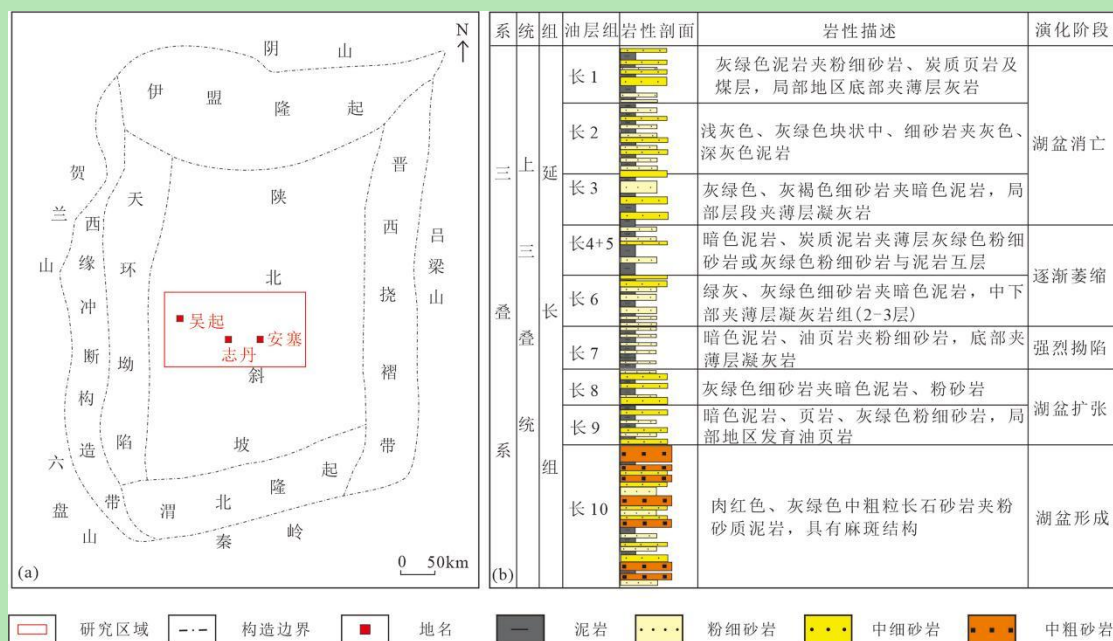 阴山
N
伊盟隆起
贺兰山
西缘冲断构造带
天环坳陷
陕北斜坡
晋西挠褶带
吕梁山
吴起
志丹
安塞
渭北隆起
六盘山
秦岭
(a)
0 50km
系 统 组 油层组 岩性剖面 岩性描述 演化阶段
三叠系
上三叠统
延长组
长1
灰绿色泥岩夹粉细砂岩、炭质页岩及
煤层，局部地区底部夹薄层灰岩
长2
浅灰色、灰绿色块状中、细砂岩夹灰色、
深灰色泥岩
长3
灰绿色、灰褐色细砂岩夹暗色泥岩，局
部层段夹薄层凝灰岩
湖盆消亡
长4+5
暗色泥岩、炭质泥岩夹薄层灰绿色粉细
砂岩或灰绿色粉细砂岩与泥岩互层
长6
绿灰、灰绿色细砂岩夹暗色泥岩，中下
部夹薄层凝灰岩组(2-3层)
逐渐萎缩
长7
暗色泥岩、油页岩夹粉细砂岩，底部夹
薄层凝灰岩
强烈拗陷
长8
灰绿色细砂岩夹暗色泥岩、粉砂岩
长9
暗色泥岩、页岩、灰绿色粉细砂岩，局
部地区发育油页岩
湖盆扩张
长10
肉红色、灰绿色中粗粒长石砂岩夹粉
砂质泥岩，具有麻斑结构
湖盆形成
(b)
研究区域 构造边界 地名 泥岩 粉细砂岩 中细砂岩 中粗砂岩